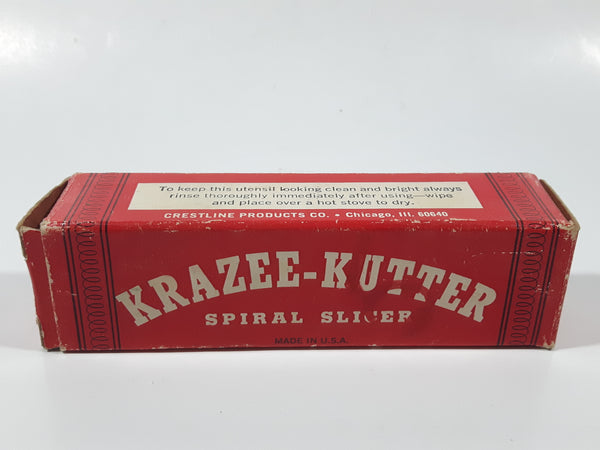 To keep this utensil looking clean and bright always
rinse thoroughly immediately after using—wipe
and place over a hot stove to dry.
CRESTLINE PRODUCTS CO. • Chicago, Ill. 60640
KRAZEE-KUTTER
SPIRAL SLICER
MADE IN U.S.A.